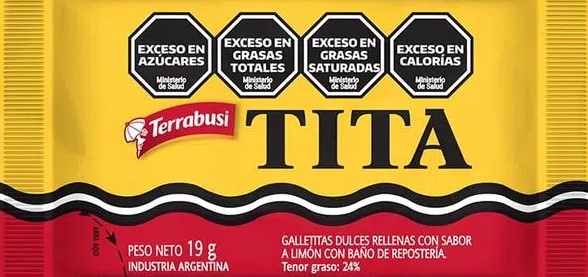 EXCESO EN
AZÚCARES
Ministerio
de Salud
EXCESO EN
GRASAS
TOTALES
Ministerio
de Salud
EXCESO EN
GRASAS
SATURADAS
Ministerio
de Salud
EXCESO EN
CALORÍAS
Ministerio
de Salud
Terrabusi
TITA
PESO NETO 19 g
INDUSTRIA ARGENTINA
GALLETITAS DULCES RELLENAS CON SABOR
A LIMÓN CON BAÑO DE REPOSTERÍA.
Tenor graso: 24%